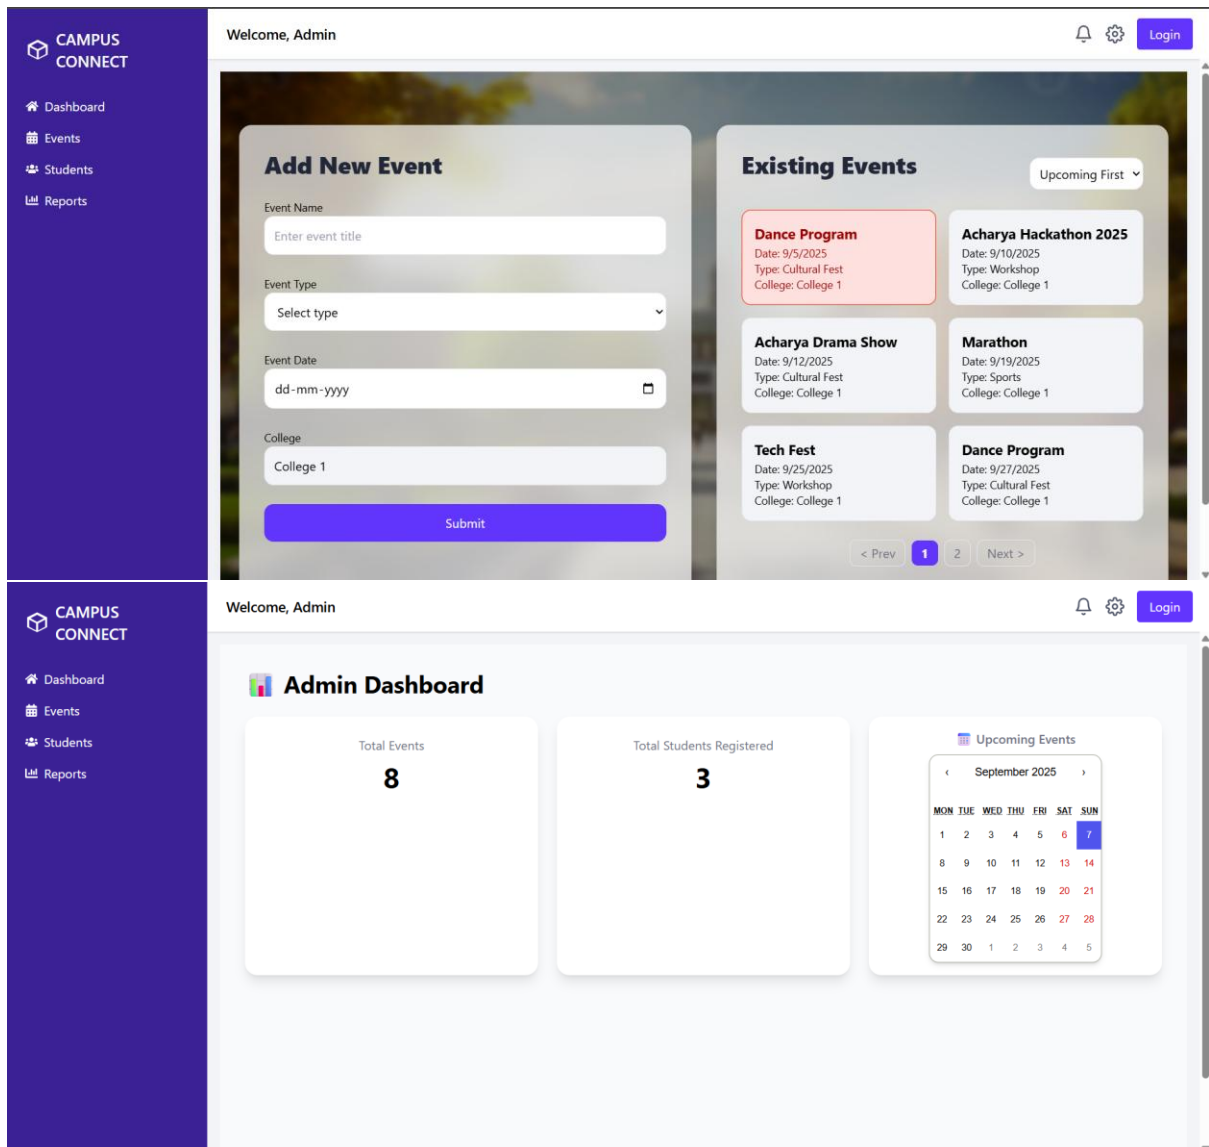 CAMPUS
CONNECT
Dashboard
Events
Students
Reports
Welcome, Admin
Login
Add New Event
Event Name
Enter event title
Event Type
Select type
Event Date
dd-mm-yyyy
College
College 1
Submit
Existing Events
Upcoming First
Dance Program
Date: 9/5/2025
Type: Cultural Fest
College: College 1
Acharya Hackathon 2025
Date: 9/10/2025
Type: Workshop
College: College 1
Acharya Drama Show
Date: 9/12/2025
Type: Cultural Fest
College: College 1
Marathon
Date: 9/19/2025
Type: Sports
College: College 1
Tech Fest
Date: 9/25/2025
Type: Workshop
College: College 1
Dance Program
Date: 9/27/2025
Type: Cultural Fest
College: College 1
< Prev 1 2 Next >
CAMPUS
CONNECT
Dashboard
Events
Students
Reports
Welcome, Admin
Login
Admin Dashboard
Total Events
8
Total Students Registered
3
Upcoming Events
‹ September 2025 ›
MON TUE WED THU FRI SAT SUN
1 2 3 4 5 6 7
8 9 10 11 12 13 14
15 16 17 18 19 20 21
22 23 24 25 26 27 28
29 30 1 2 3 4 5